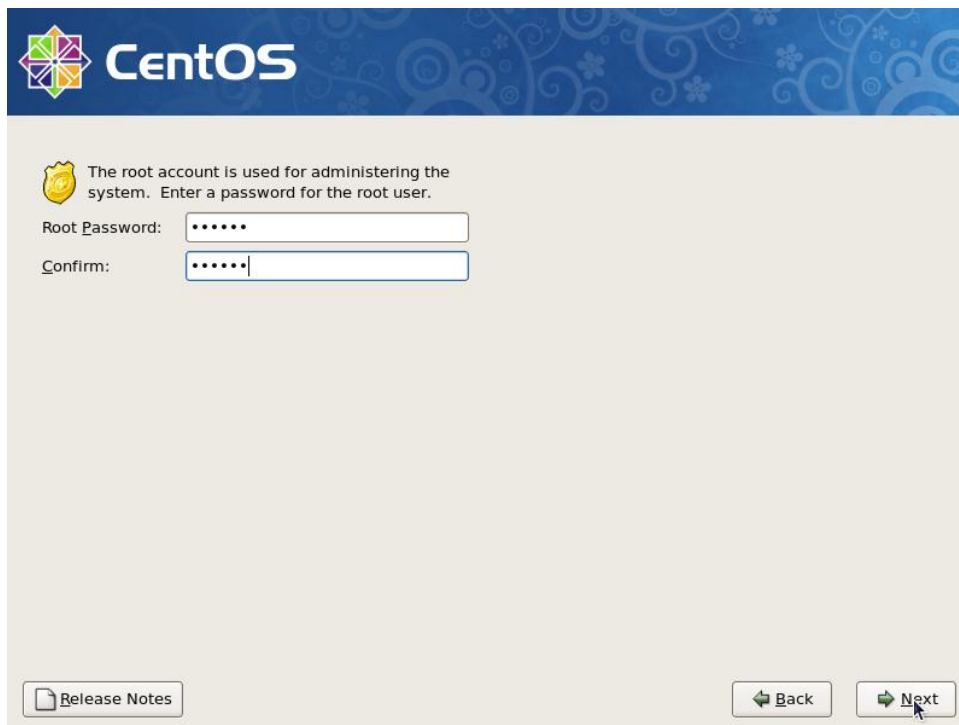 CentOS
The root account is used for administering the
system.  Enter a password for the root user.
Root Password: ••••••
Confirm: ••••••
Release Notes
Back
Next